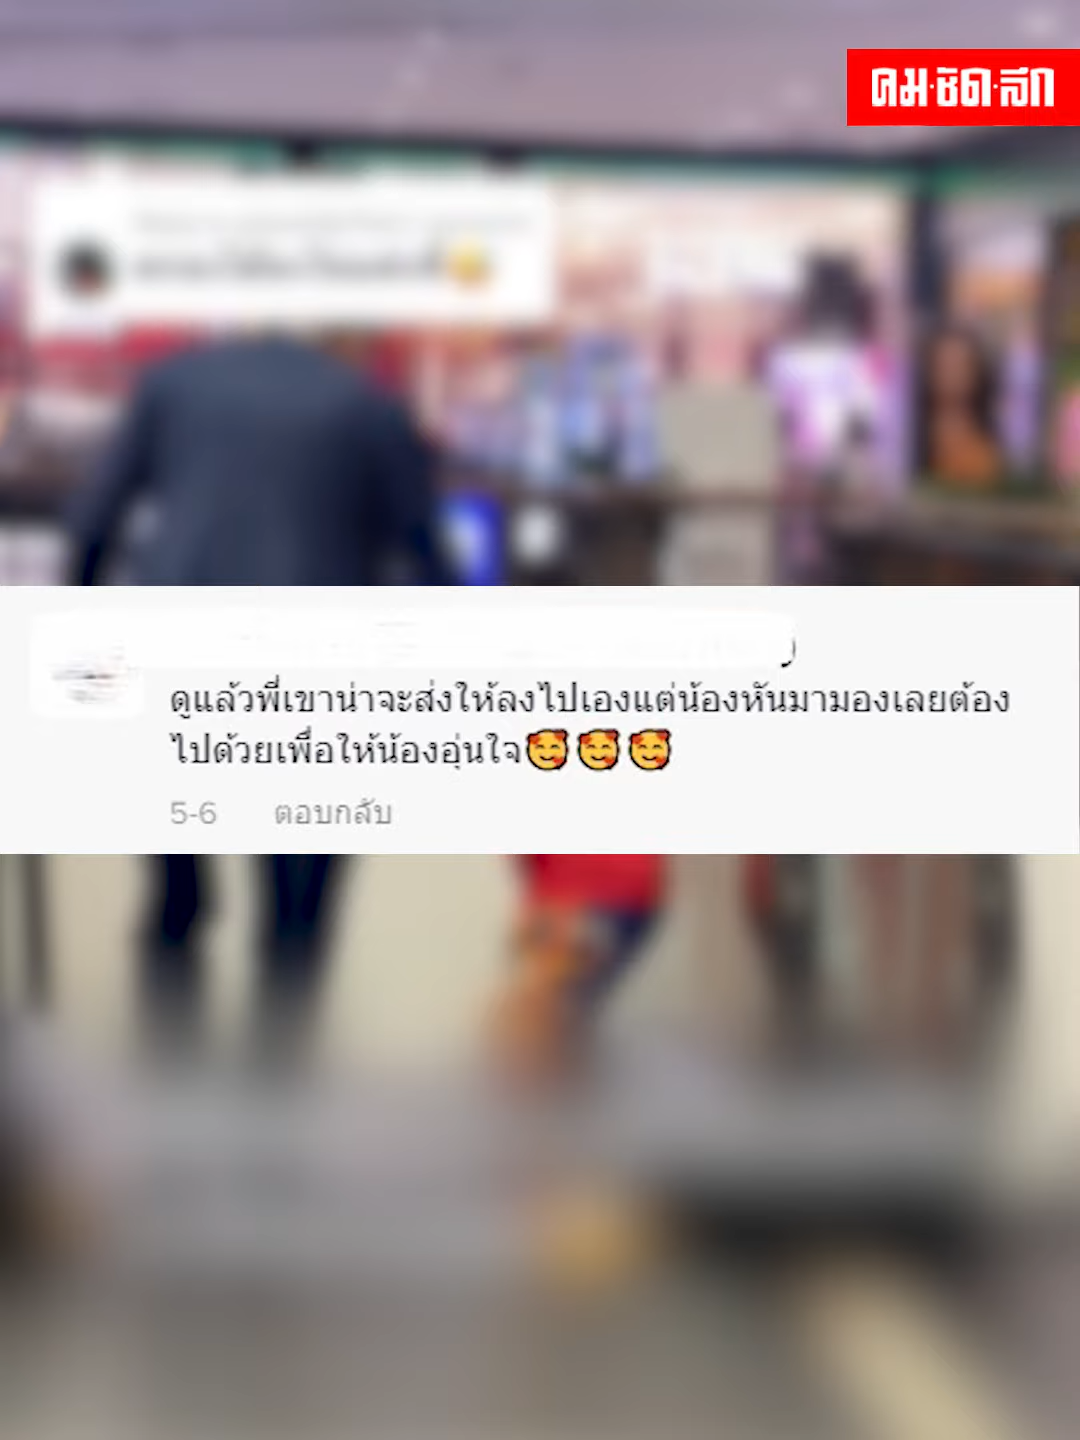 คม·ชัด·ลึก
ดูแล้วพี่เขาน่าจะส่งให้ลงไปเองแต่น้องหันมามองเลยต้อง
ไปด้วยเพื่อให้น้องอุ่นใจ🥰🥰🥰
5-6 ตอบกลับ